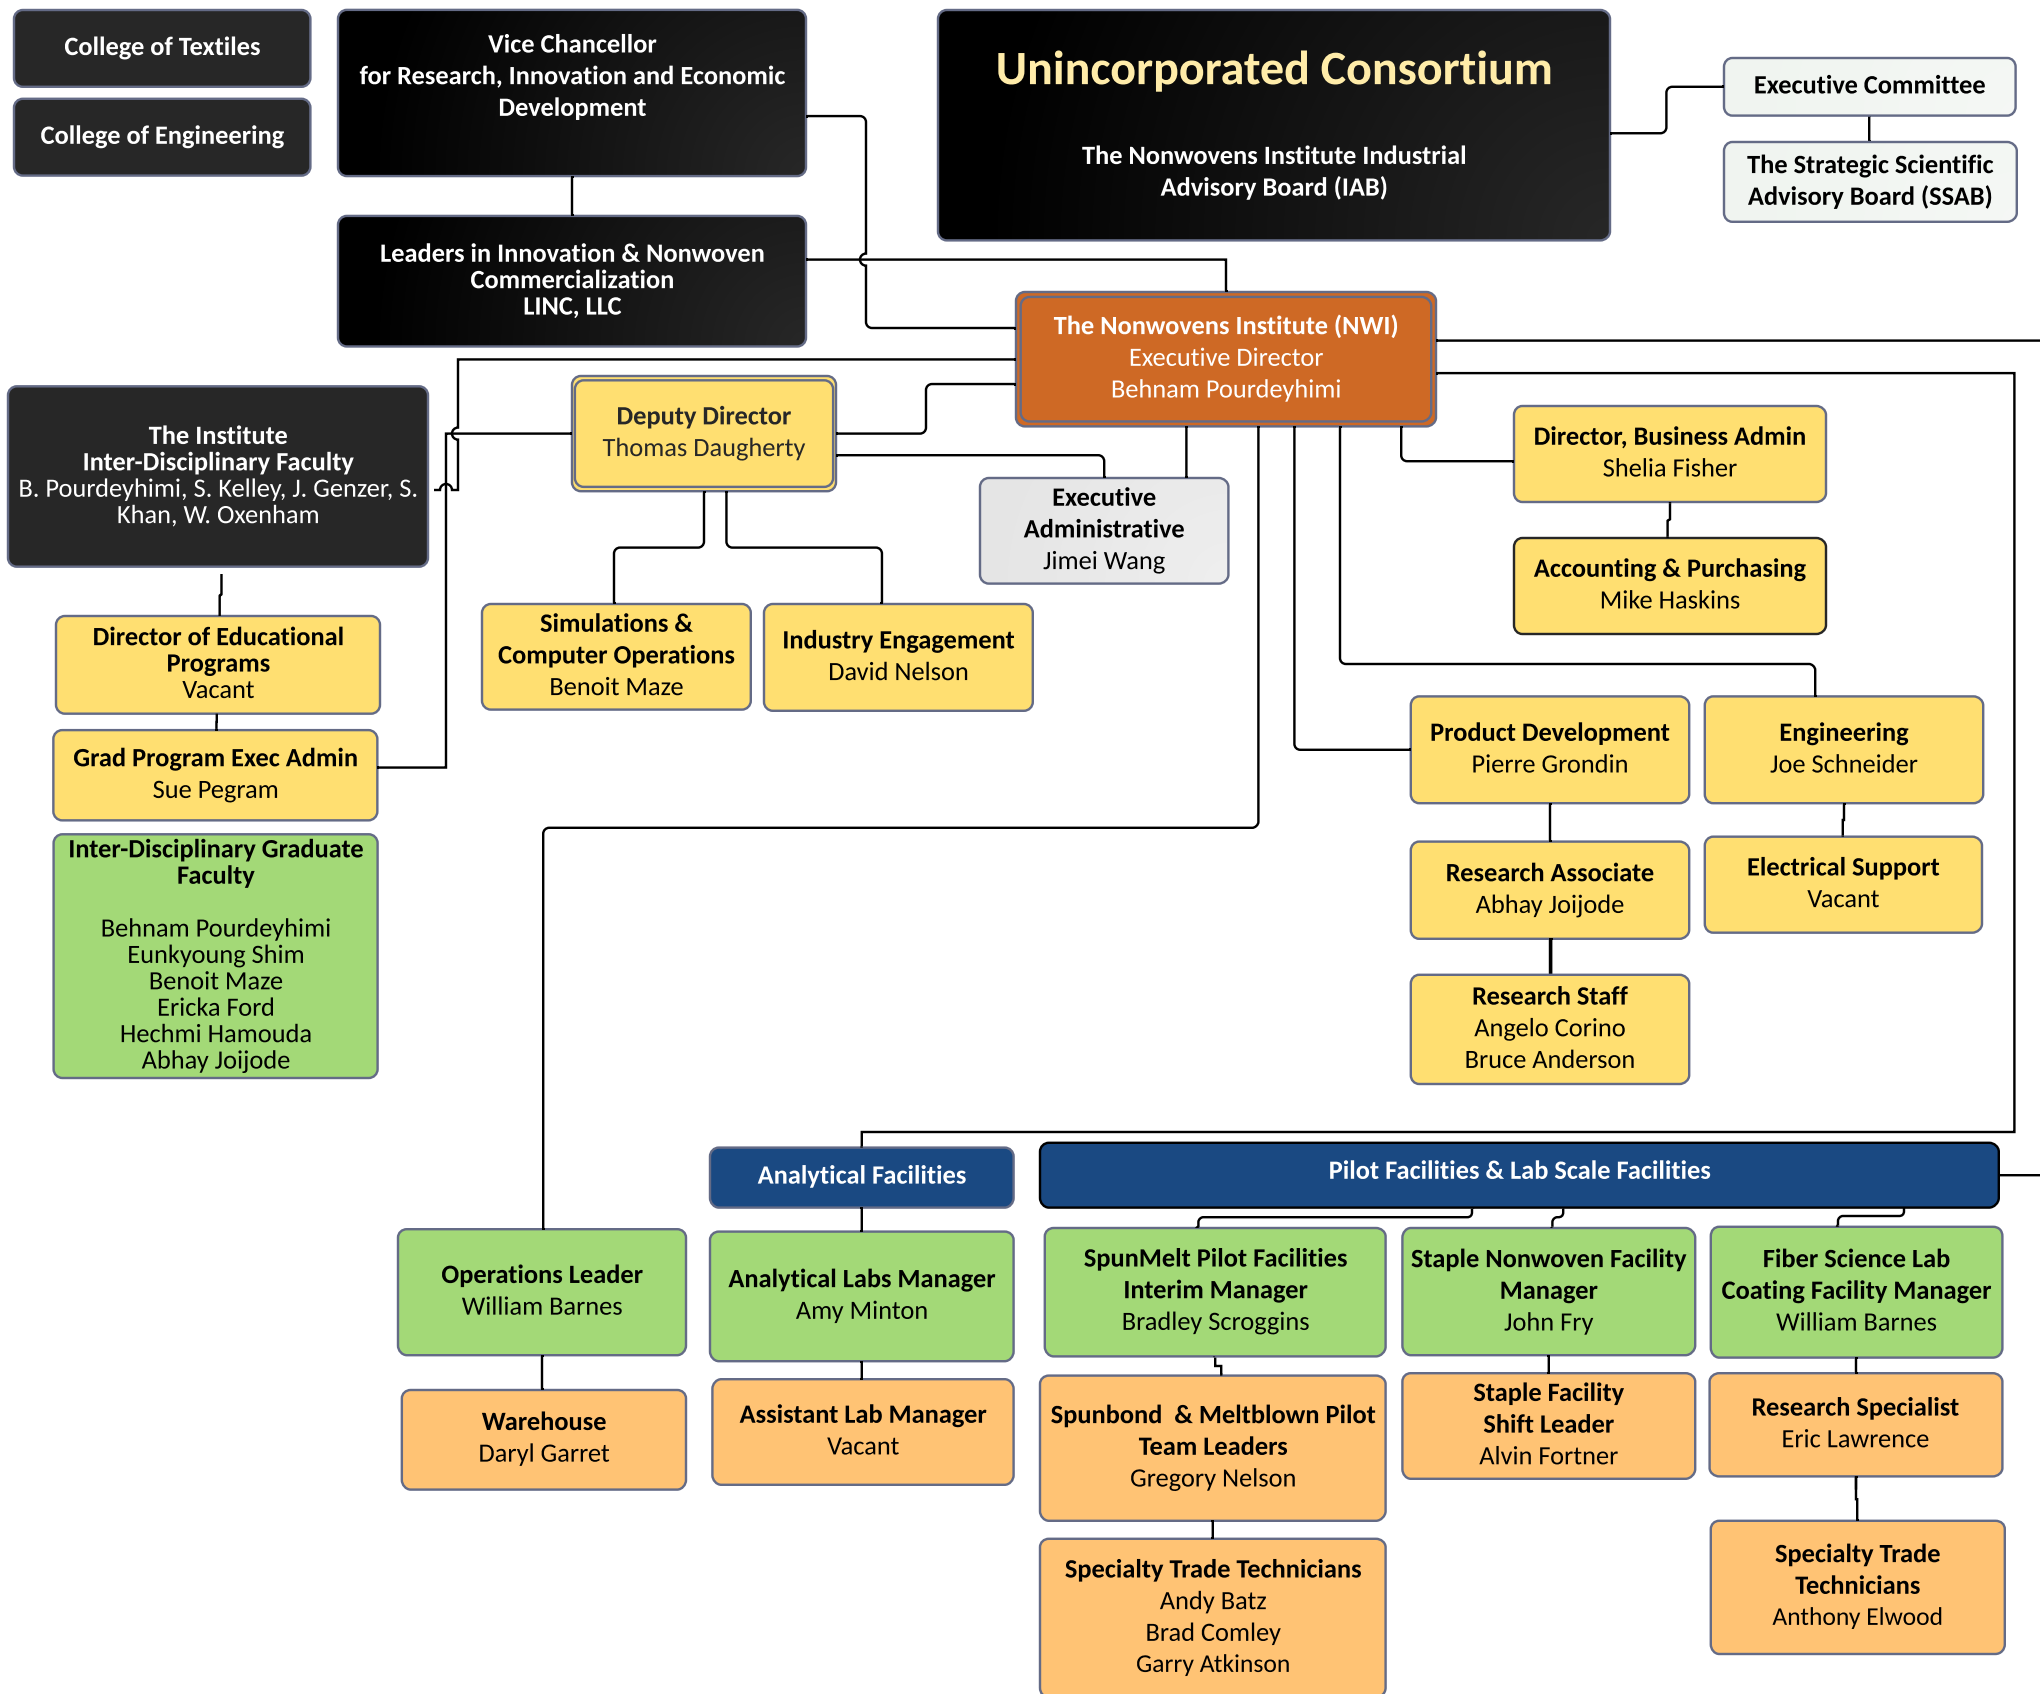 College of Textiles
College of Engineering
Vice Chancellor
for Research, Innovation and Economic
Development
Leaders in Innovation & Nonwoven
Commercialization
LINC, LLC
Unincorporated Consortium
The Nonwovens Institute Industrial
Advisory Board (IAB)
Executive Committee
The Strategic Scientific
Advisory Board (SSAB)
The Nonwovens Institute (NWI)
Executive Director
Behnam Pourdeyhimi
The Institute
Inter-Disciplinary Faculty
B. Pourdeyhimi, S. Kelley, J. Genzer, S.
Khan, W. Oxenham
Deputy Director
Thomas Daugherty
Executive
Administrative
Jimei Wang
Director, Business Admin
Shelia Fisher
Accounting & Purchasing
Mike Haskins
Director of Educational
Programs
Vacant
Simulations &
Computer Operations
Benoit Maze
Industry Engagement
David Nelson
Grad Program Exec Admin
Sue Pegram
Product Development
Pierre Grondin
Engineering
Joe Schneider
Inter-Disciplinary Graduate
Faculty
Behnam Pourdeyhimi
Eunkyoung Shim
Benoit Maze
Ericka Ford
Hechmi Hamouda
Abhay Joijode
Research Associate
Abhay Joijode
Electrical Support
Vacant
Research Staff
Angelo Corino
Bruce Anderson
Analytical Facilities
Pilot Facilities & Lab Scale Facilities
Operations Leader
William Barnes
Analytical Labs Manager
Amy Minton
SpunMelt Pilot Facilities
Interim Manager
Bradley Scroggins
Staple Nonwoven Facility
Manager
John Fry
Fiber Science Lab
Coating Facility Manager
William Barnes
Warehouse
Daryl Garret
Assistant Lab Manager
Vacant
Spunbond  & Meltblown Pilot
Team Leaders
Gregory Nelson
Staple Facility
Shift Leader
Alvin Fortner
Research Specialist
Eric Lawrence
Specialty Trade Technicians
Andy Batz
Brad Comley
Garry Atkinson
Specialty Trade
Technicians
Anthony Elwood